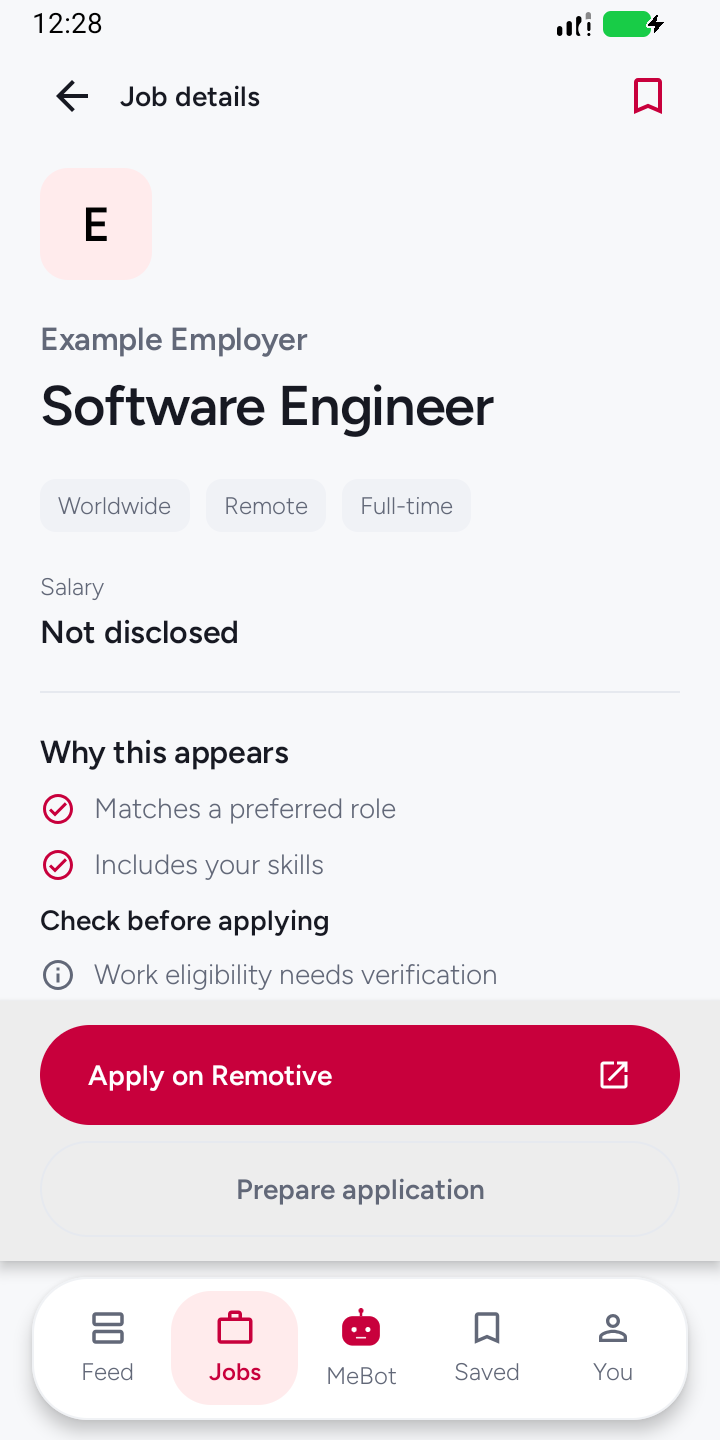 12:28
Job details
E
Example Employer
Software Engineer
Worldwide
Remote
Full-time
Salary
Not disclosed
Why this appears
Matches a preferred role
Includes your skills
Check before applying
Work eligibility needs verification
Apply on Remotive
Prepare application
Feed
Jobs
MeBot
Saved
You